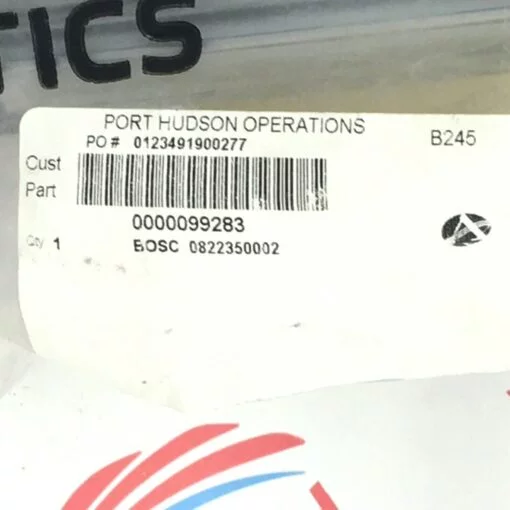 TICS
PORT HUDSON OPERATIONS
B245
PO # 0123491900277
Cust
Part
0000099283
Qty 1 BOSC 0822350002